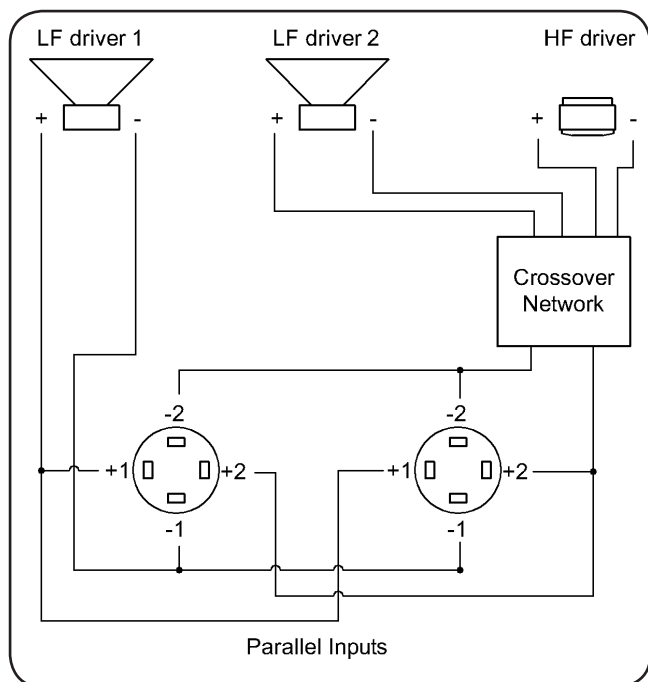 LF driver 1 LF driver 2 HF driver
+ - + - + -
Crossover
Network
-2 -2
+1 +2 +1 +2
-1 -1
Parallel Inputs